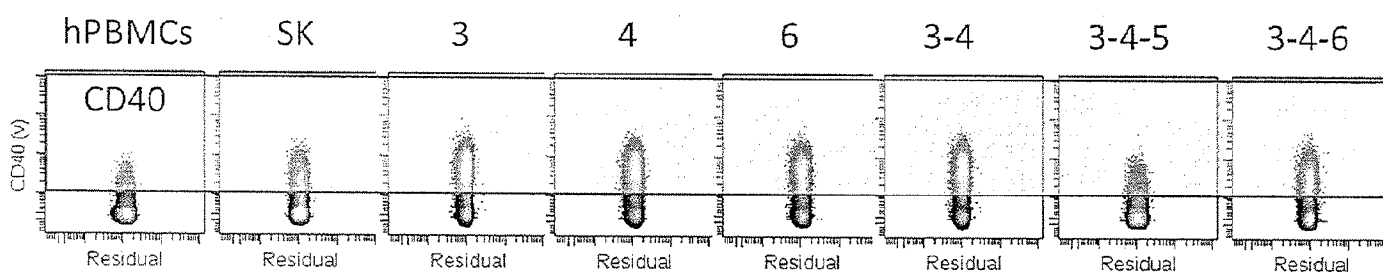 hPBMCs SK 3 4 6 3-4 3-4-5 3-4-6
CD40
CD40 (v)
Residual Residual Residual Residual Residual Residual Residual Residual